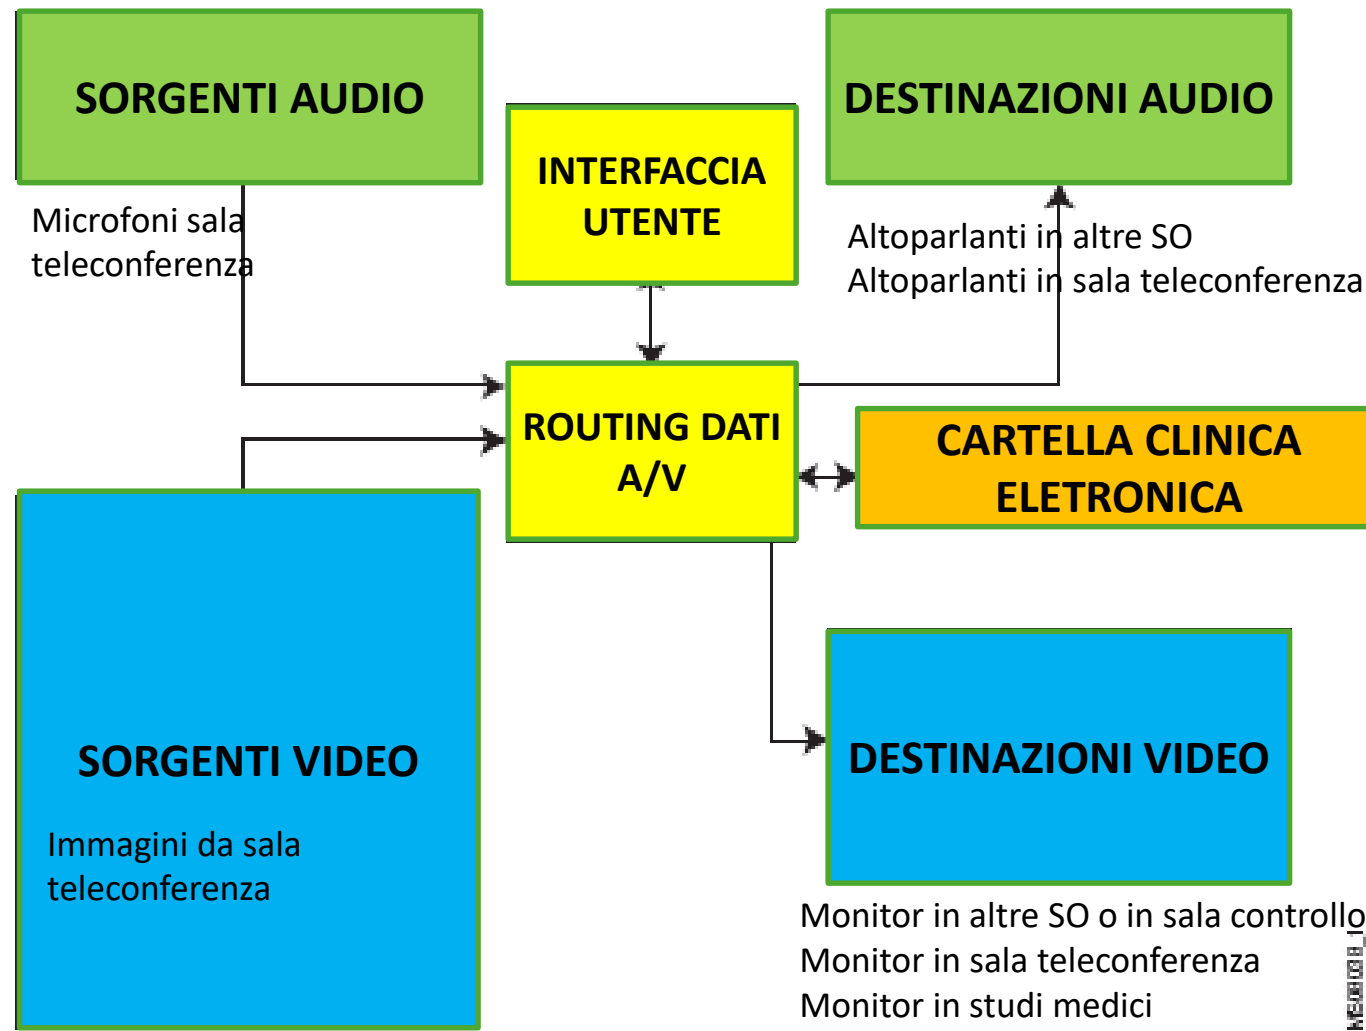 SORGENTI AUDIO
Microfoni sala
teleconferenza
INTERFACCIA
UTENTE
DESTINAZIONI AUDIO
Altoparlanti in altre SO
Altoparlanti in sala teleconferenza
ROUTING DATI
A/V
CARTELLA CLINICA
ELETRONICA
SORGENTI VIDEO
Immagini da sala
teleconferenza
DESTINAZIONI VIDEO
Monitor in altre SO o in sala controllo
Monitor in sala teleconferenza
Monitor in studi medici